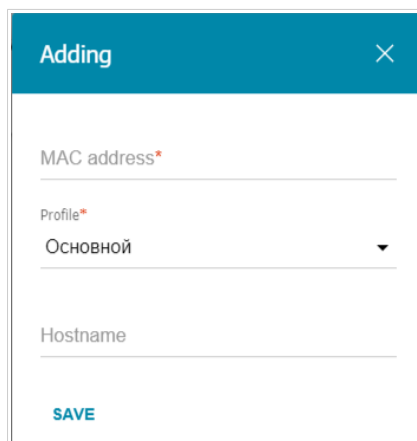 Adding
MAC address*
Profile*
Основной
Hostname
SAVE